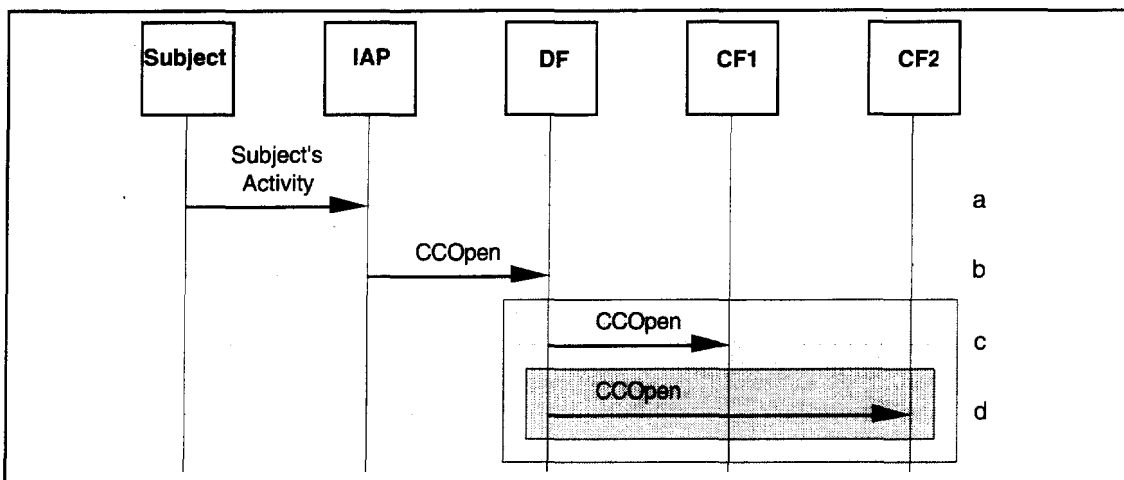 Subject IAP DF CF1 CF2
Subject's
Activity
a
CCOpen
b
CCOpen
c
CCOpen
d